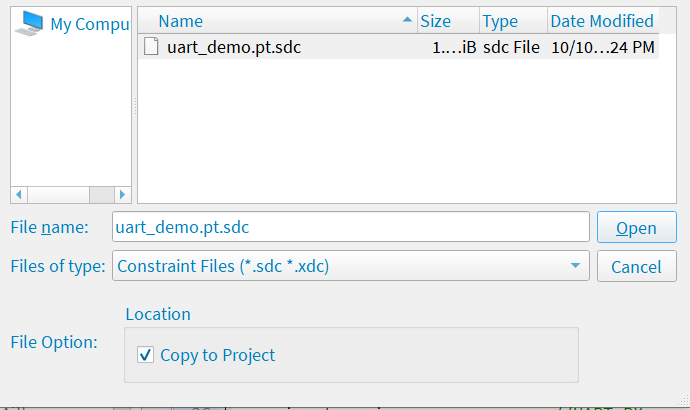 My Compu
Name Size Type Date Modified
uart_demo.pt.sdc 1.…iB sdc File 10/10…24 PM
File name: uart_demo.pt.sdc Open
Files of type: Constraint Files (*.sdc *.xdc) Cancel
Location
File Option: Copy to Project